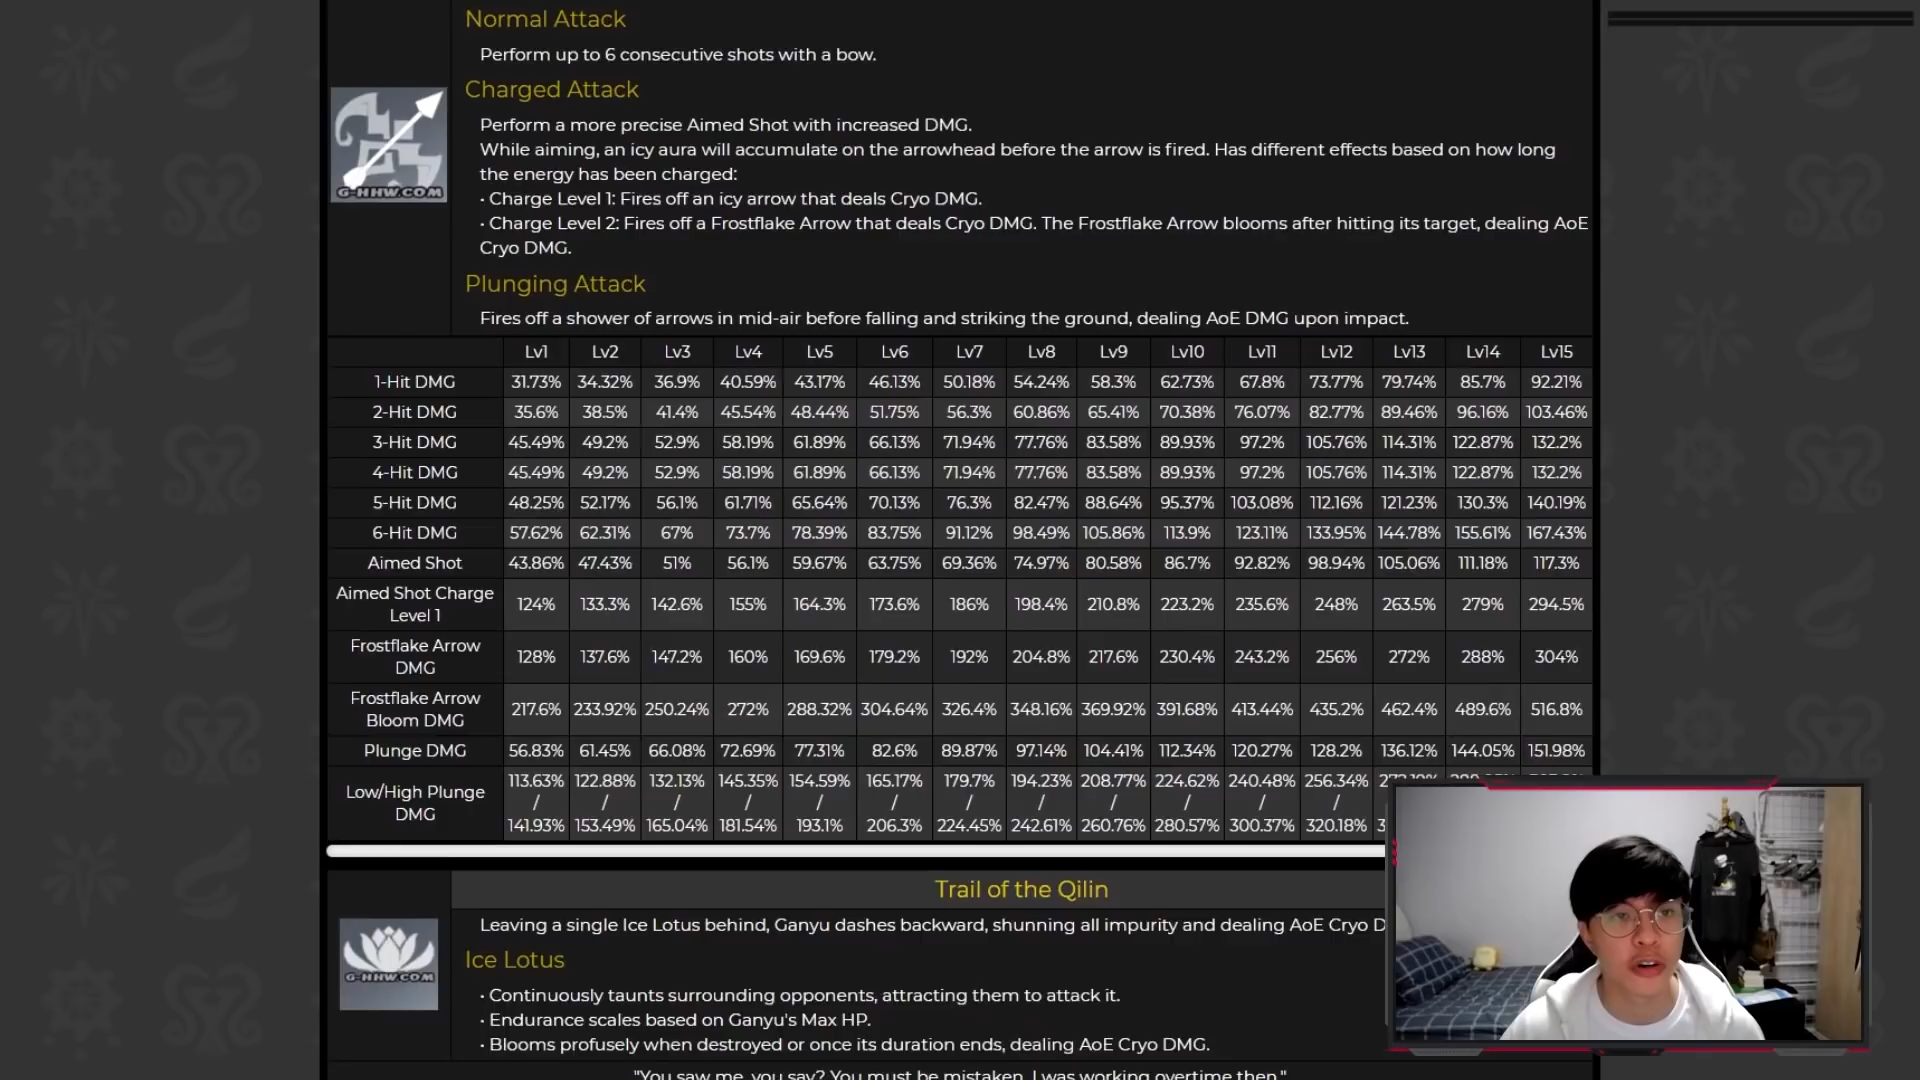 Normal Attack
Perform up to 6 consecutive shots with a bow.
Charged Attack
Perform a more precise Aimed Shot with increased DMG.
While aiming, an icy aura will accumulate on the arrowhead before the arrow is fired. Has different effects based on how long
the energy has been charged:
• Charge Level 1: Fires off an icy arrow that deals Cryo DMG.
• Charge Level 2: Fires off a Frostflake Arrow that deals Cryo DMG. The Frostflake Arrow blooms after hitting its target, dealing AoE
Cryo DMG.
G-HHW.COM
Plunging Attack
Fires off a shower of arrows in mid-air before falling and striking the ground, dealing AoE DMG upon impact.
Lv1 Lv2 Lv3 Lv4 Lv5 Lv6 Lv7 Lv8 Lv9 Lv10 Lv11 Lv12 Lv13 Lv14 Lv15
1-Hit DMG 31.73% 34.32% 36.9% 40.59% 43.17% 46.13% 50.18% 54.24% 58.3% 62.73% 67.8% 73.77% 79.74% 85.7% 92.21%
2-Hit DMG 35.6% 38.5% 41.4% 45.54% 48.44% 51.75% 56.3% 60.86% 65.41% 70.38% 76.07% 82.77% 89.46% 96.16% 103.46%
3-Hit DMG 45.49% 49.2% 52.9% 58.19% 61.89% 66.13% 71.94% 77.76% 83.58% 89.93% 97.2% 105.76% 114.31% 122.87% 132.2%
4-Hit DMG 45.49% 49.2% 52.9% 58.19% 61.89% 66.13% 71.94% 77.76% 83.58% 89.93% 97.2% 105.76% 114.31% 122.87% 132.2%
5-Hit DMG 48.25% 52.17% 56.1% 61.71% 65.64% 70.13% 76.3% 82.47% 88.64% 95.37% 103.08% 112.16% 121.23% 130.3% 140.19%
6-Hit DMG 57.62% 62.31% 67% 73.7% 78.39% 83.75% 91.12% 98.49% 105.86% 113.9% 123.11% 133.95% 144.78% 155.61% 167.43%
Aimed Shot 43.86% 47.43% 51% 56.1% 59.67% 63.75% 69.36% 74.97% 80.58% 86.7% 92.82% 98.94% 105.06% 111.18% 117.3%
Aimed Shot Charge
Level 1
124% 133.3% 142.6% 155% 164.3% 173.6% 186% 198.4% 210.8% 223.2% 235.6% 248% 263.5% 279% 294.5%
Frostflake Arrow
DMG
128% 137.6% 147.2% 160% 169.6% 179.2% 192% 204.8% 217.6% 230.4% 243.2% 256% 272% 288% 304%
Frostflake Arrow
Bloom DMG
217.6% 233.92% 250.24% 272% 288.32% 304.64% 326.4% 348.16% 369.92% 391.68% 413.44% 435.2% 462.4% 489.6% 516.8%
Plunge DMG 56.83% 61.45% 66.08% 72.69% 77.31% 82.6% 89.87% 97.14% 104.41% 112.34% 120.27% 128.2% 136.12% 144.05% 151.98%
Low/High Plunge
DMG
113.63% 122.88% 132.13% 145.35% 154.59% 165.17% 179.7% 194.23% 208.77% 224.62% 240.48% 256.34%
/ / / / / / / / / / / /
141.93% 153.49% 165.04% 181.54% 193.1% 206.3% 224.45% 242.61% 260.76% 280.57% 300.37% 320.18%
Trail of the Qilin
Leaving a single Ice Lotus behind, Ganyu dashes backward, shunning all impurity and dealing AoE Cryo D
G-HHW.COM
Ice Lotus
• Continuously taunts surrounding opponents, attracting them to attack it.
• Endurance scales based on Ganyu's Max HP.
• Blooms profusely when destroyed or once its duration ends, dealing AoE Cryo DMG.
"You saw me, you say? You must be mistaken, I was working overtime then."